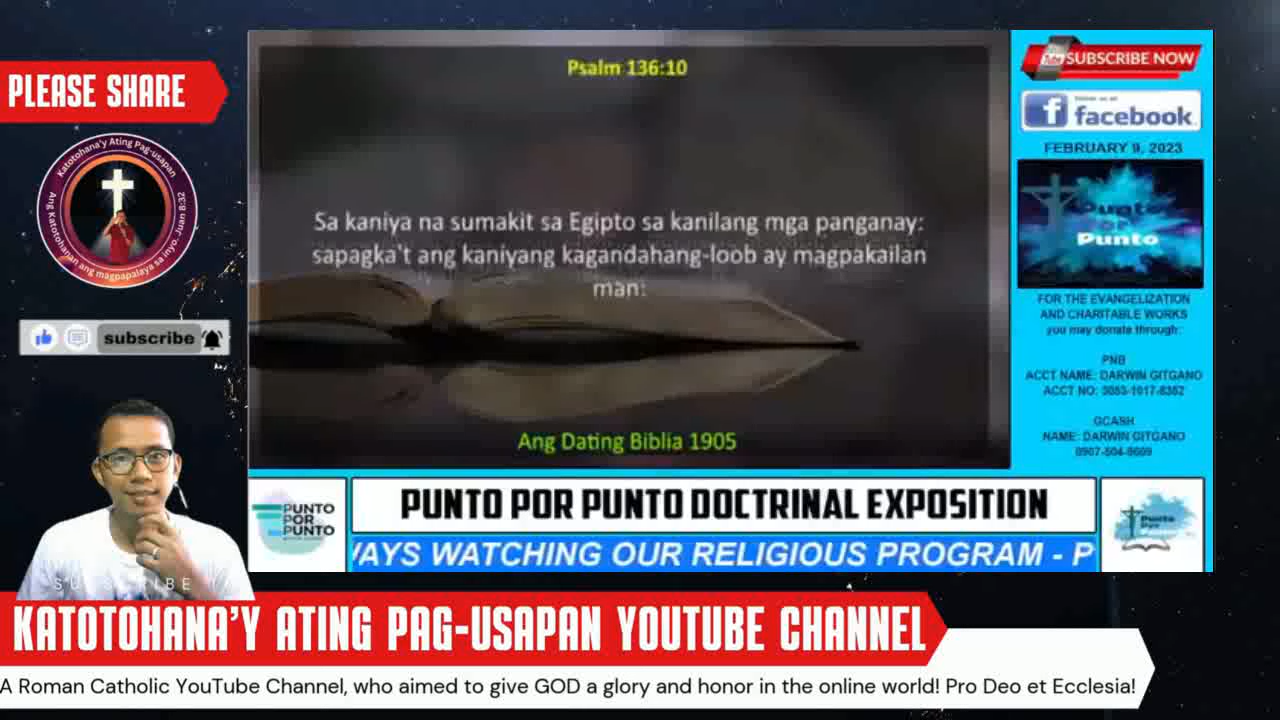 PLEASE SHARE
Katotohana'y Ating Pag-usapan
Ang Katotohanan ang magpapalaya sa inyo. Juan 8:32
subscribe
Psalm 136:10
Sa kaniya na sumakit sa Egipto sa kanilang mga panganay:
sapagka't ang kaniyang kagandahang-loob ay magpakailan
man:
Ang Dating Biblia 1905
SUBSCRIBE NOW
facebook
FEBRUARY 9, 2023
Punto
Punto
FOR THE EVANGELIZATION
AND CHARITABLE WORKS
you may donate through:
PNB
ACCT NAME: DARWIN GITGANO
ACCT NO:
GCASH
NAME: DARWIN GITGANO
PUNTO
POR
PUNTO
PUNTO POR PUNTO DOCTRINAL EXPOSITION
WAYS WATCHING OUR RELIGIOUS PROGRAM - P
Punto
Por
SUBSCRIBE
KATOTOHANA'Y ATING PAG-USAPAN YOUTUBE CHANNEL
A Roman Catholic YouTube Channel, who aimed to give GOD a glory and honor in the online world! Pro Deo et Ecclesia!